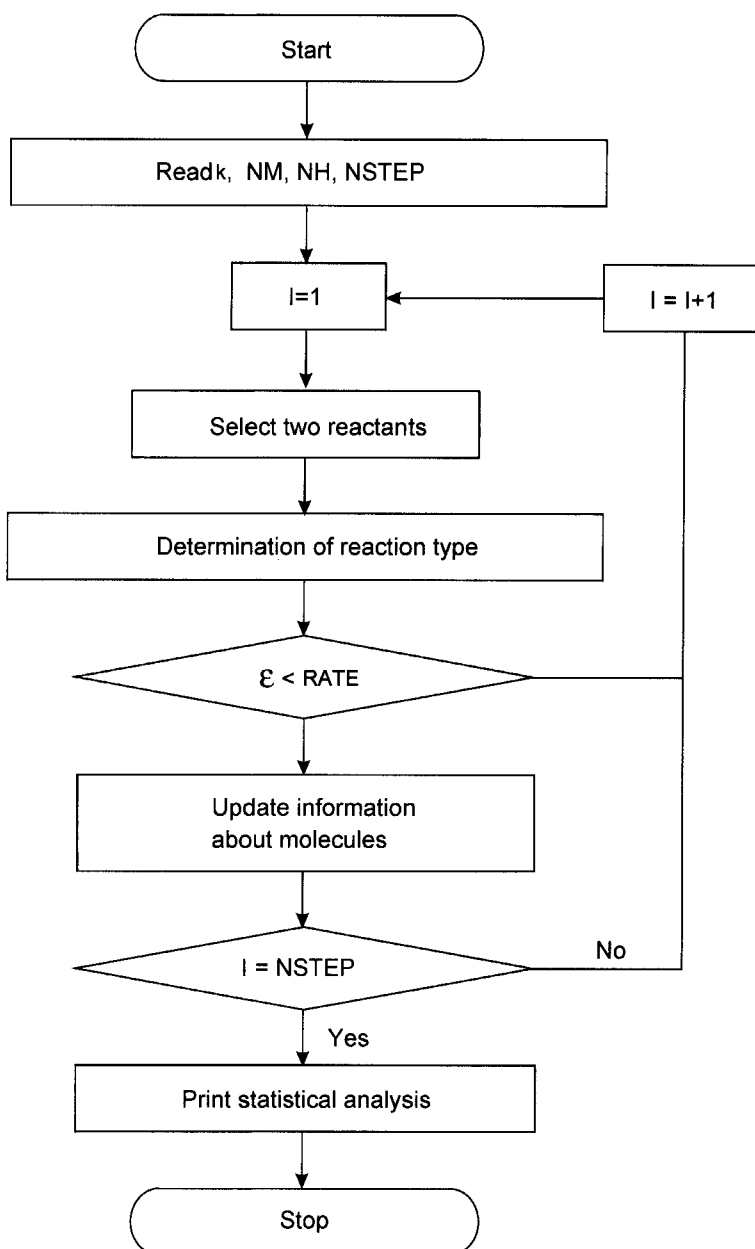 Start
Read k, NM, NH, NSTEP
I=1
I = I+1
Select two reactants
Determination of reaction type
ε < RATE
Update information
about molecules
I = NSTEP
No
Yes
Print statistical analysis
Stop